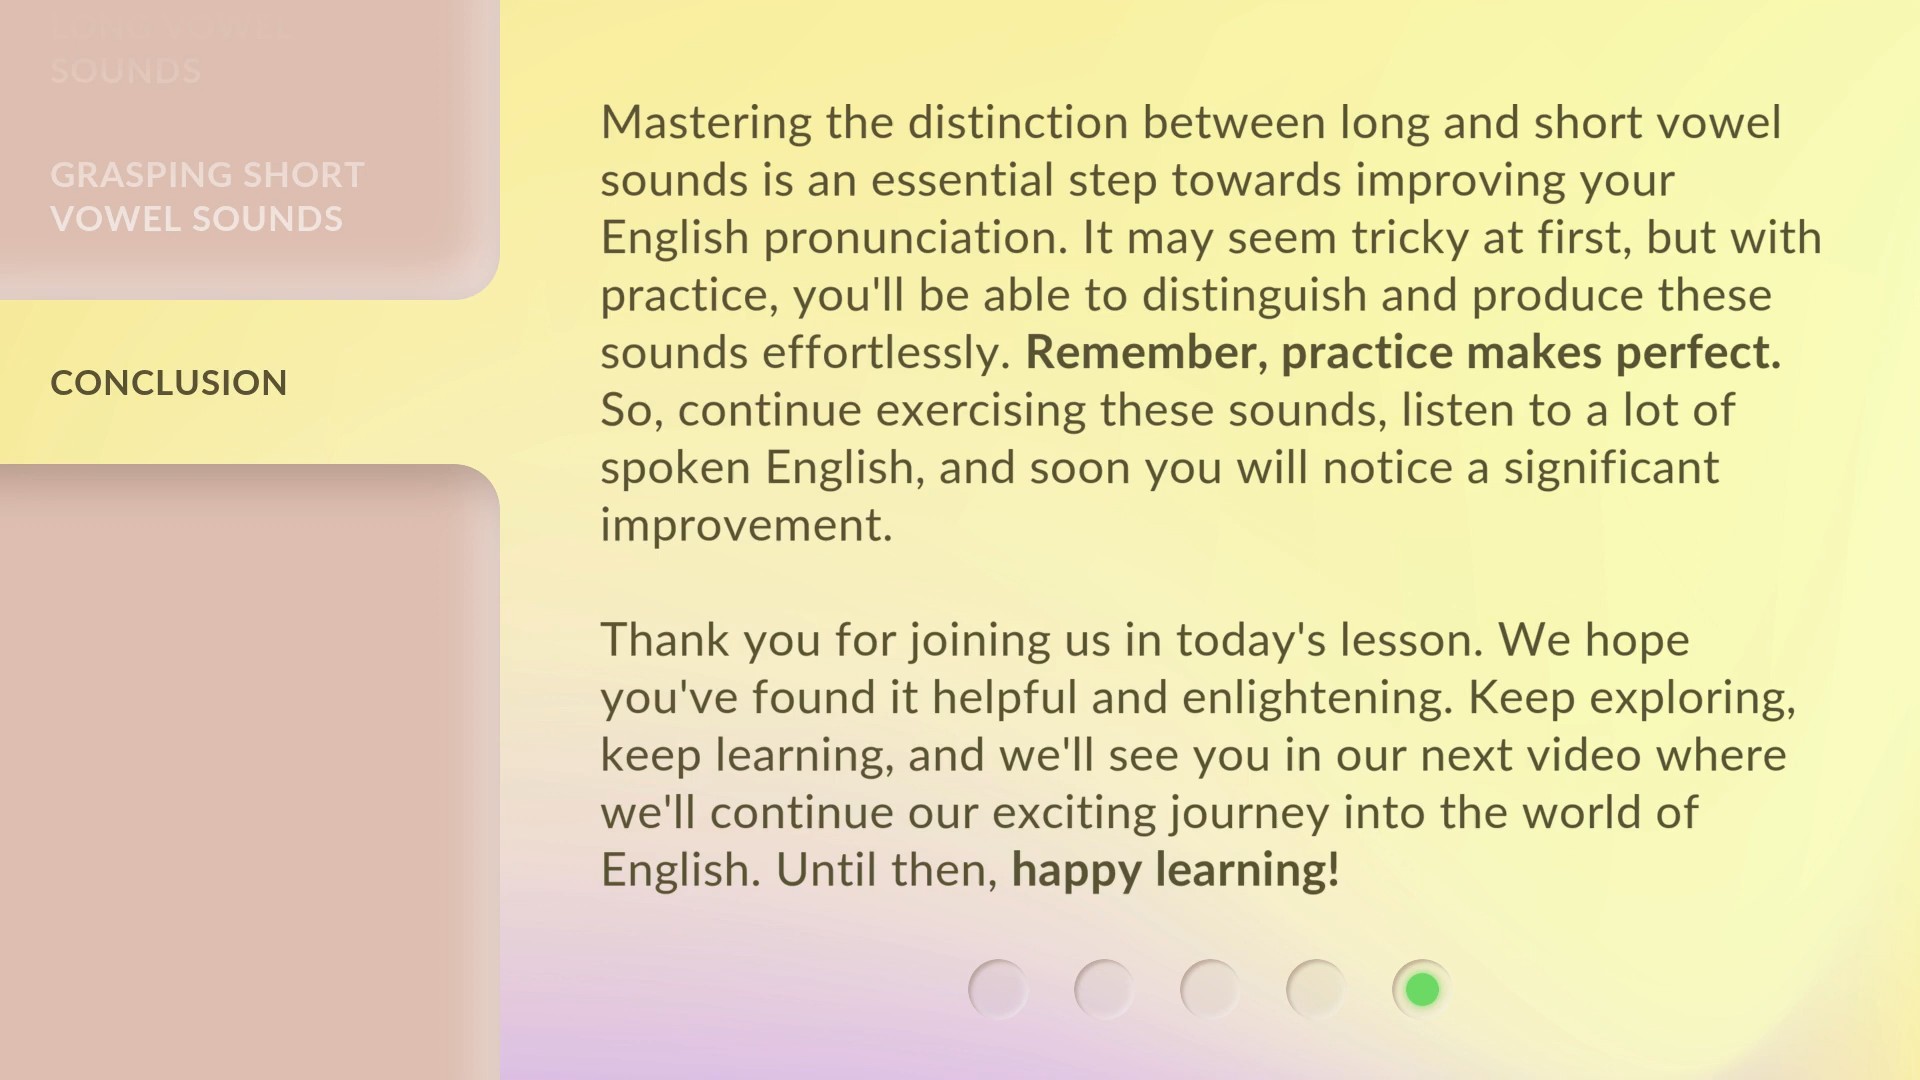 LONG VOWEL
SOUNDS
GRASPING SHORT
VOWEL SOUNDS
CONCLUSION
Mastering the distinction between long and short vowel
sounds is an essential step towards improving your
English pronunciation. It may seem tricky at first, but with
practice, you'll be able to distinguish and produce these
sounds effortlessly. Remember, practice makes perfect.
So, continue exercising these sounds, listen to a lot of
spoken English, and soon you will notice a significant
improvement.
Thank you for joining us in today's lesson. We hope
you've found it helpful and enlightening. Keep exploring,
keep learning, and we'll see you in our next video where
we'll continue our exciting journey into the world of
English. Until then, happy learning!